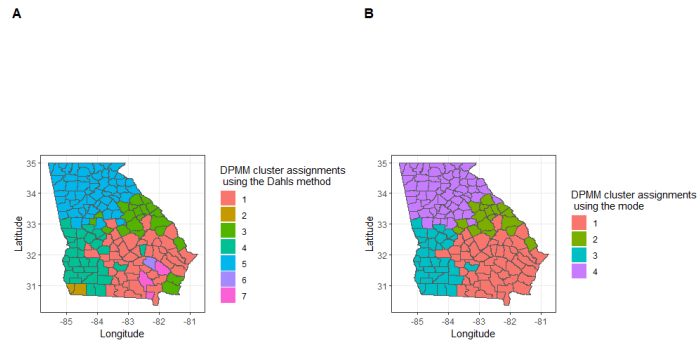 A
35
34
33
32
31
Latitude
-85 -84 -83 -82 -81
Longitude
DPMM cluster assignments
using the Dahls method
1
2
3
4
5
6
7
B
35
34
33
32
31
Latitude
-85 -84 -83 -82 -81
Longitude
DPMM cluster assignments
using the mode
1
2
3
4